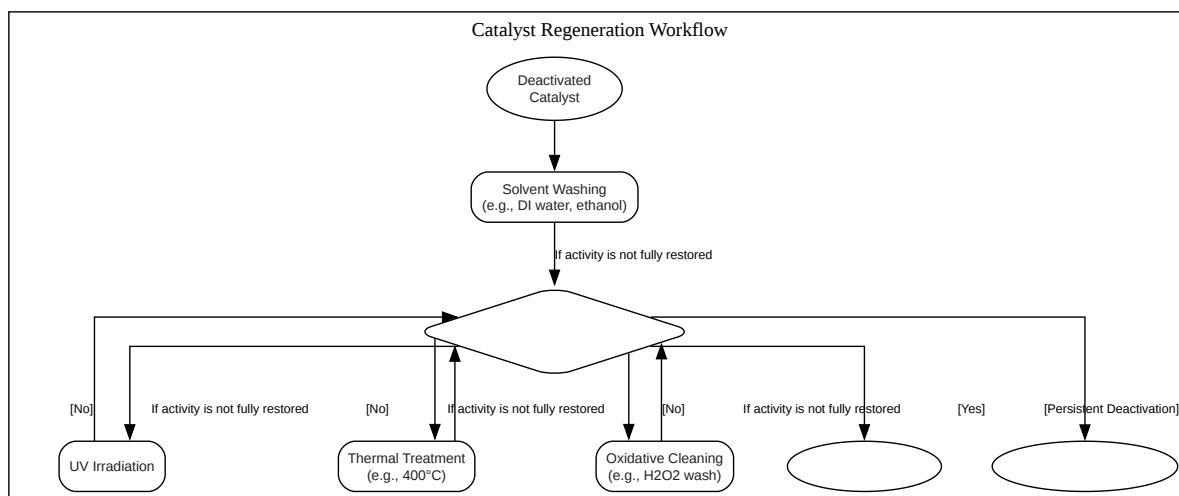 Catalyst Regeneration Workflow
Deactivated
Catalyst
Solvent Washing
(e.g., DI water, ethanol)
If activity is not fully restored
[No]
If activity is not fully restored
[No]
If activity is not fully restored
[No]
If activity is not fully restored
[Yes]
[Persistent Deactivation]
UV Irradiation
Thermal Treatment
(e.g., 400°C)
Oxidative Cleaning
(e.g., H2O2 wash)